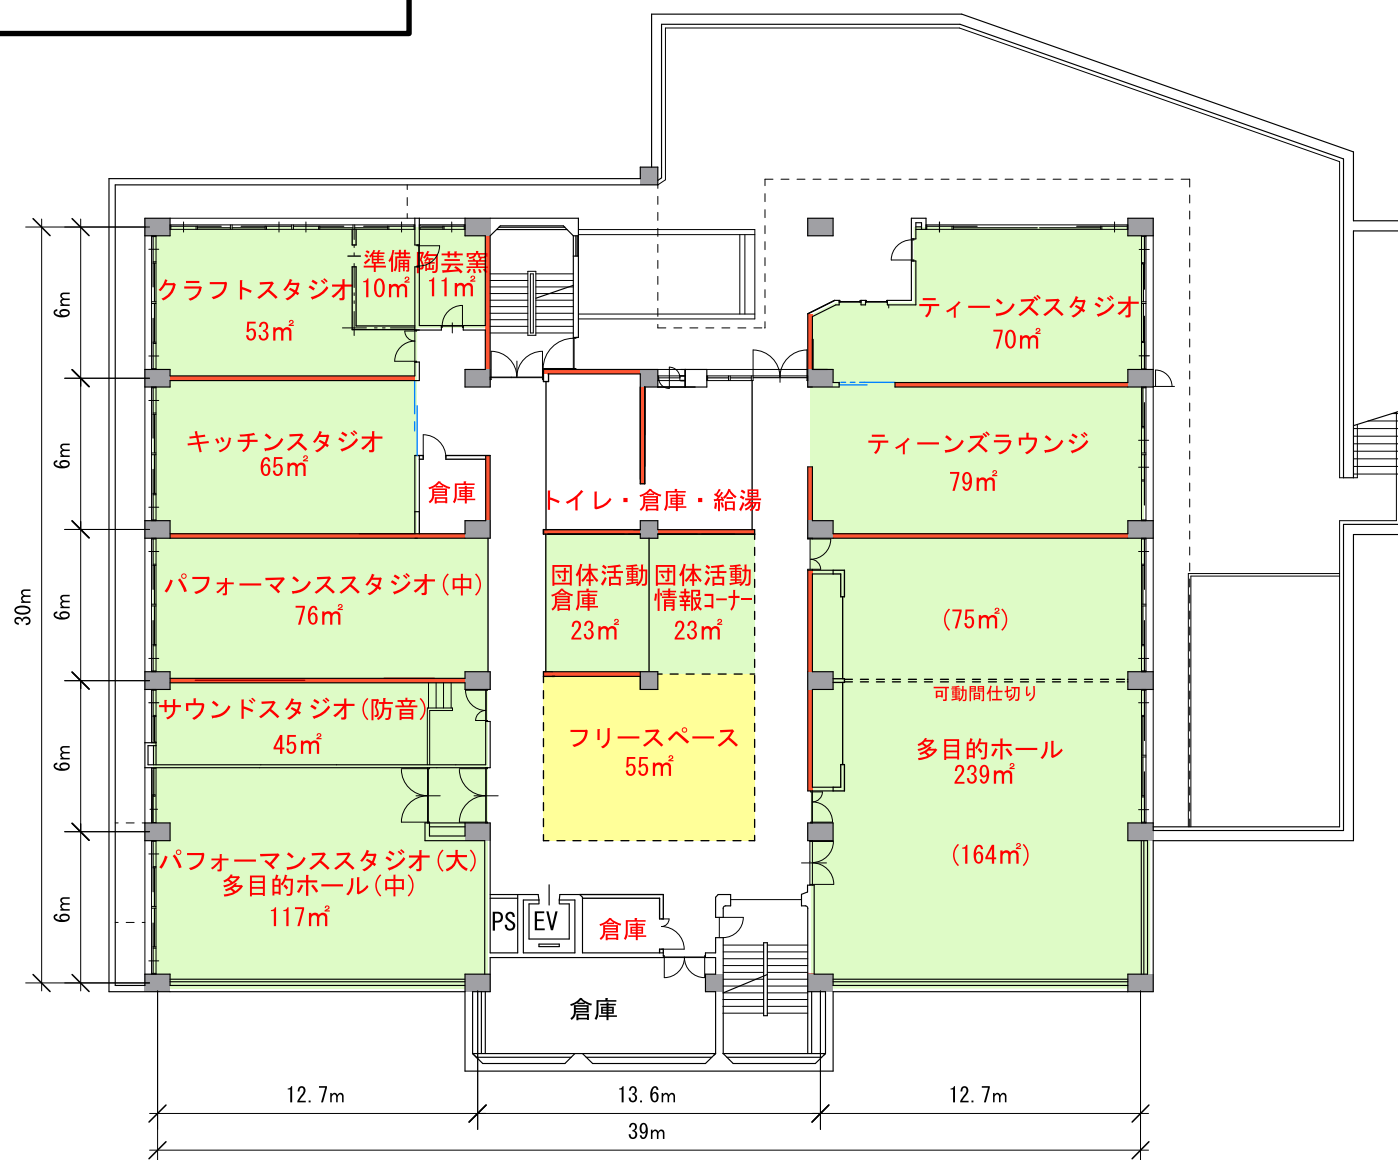 クラフトスタジオ
53㎡
準備
10㎡
陶芸窯
11㎡
ティーンズスタジオ
70㎡
キッチンスタジオ
65㎡
倉庫
トイレ・倉庫・給湯
ティーンズラウンジ
79㎡
パフォーマンススタジオ(中)
76㎡
団体活動
倉庫
23㎡
団体活動
情報コーナー
23㎡
(75㎡)
可動間仕切り
サウンドスタジオ(防音)
45㎡
フリースペース
55㎡
多目的ホール
239㎡
(164㎡)
パフォーマンススタジオ(大)
多目的ホール(中)
117㎡
PS
EV
倉庫
倉庫
6m
6m
6m
6m
6m
30m
12.7m
13.6m
12.7m
39m